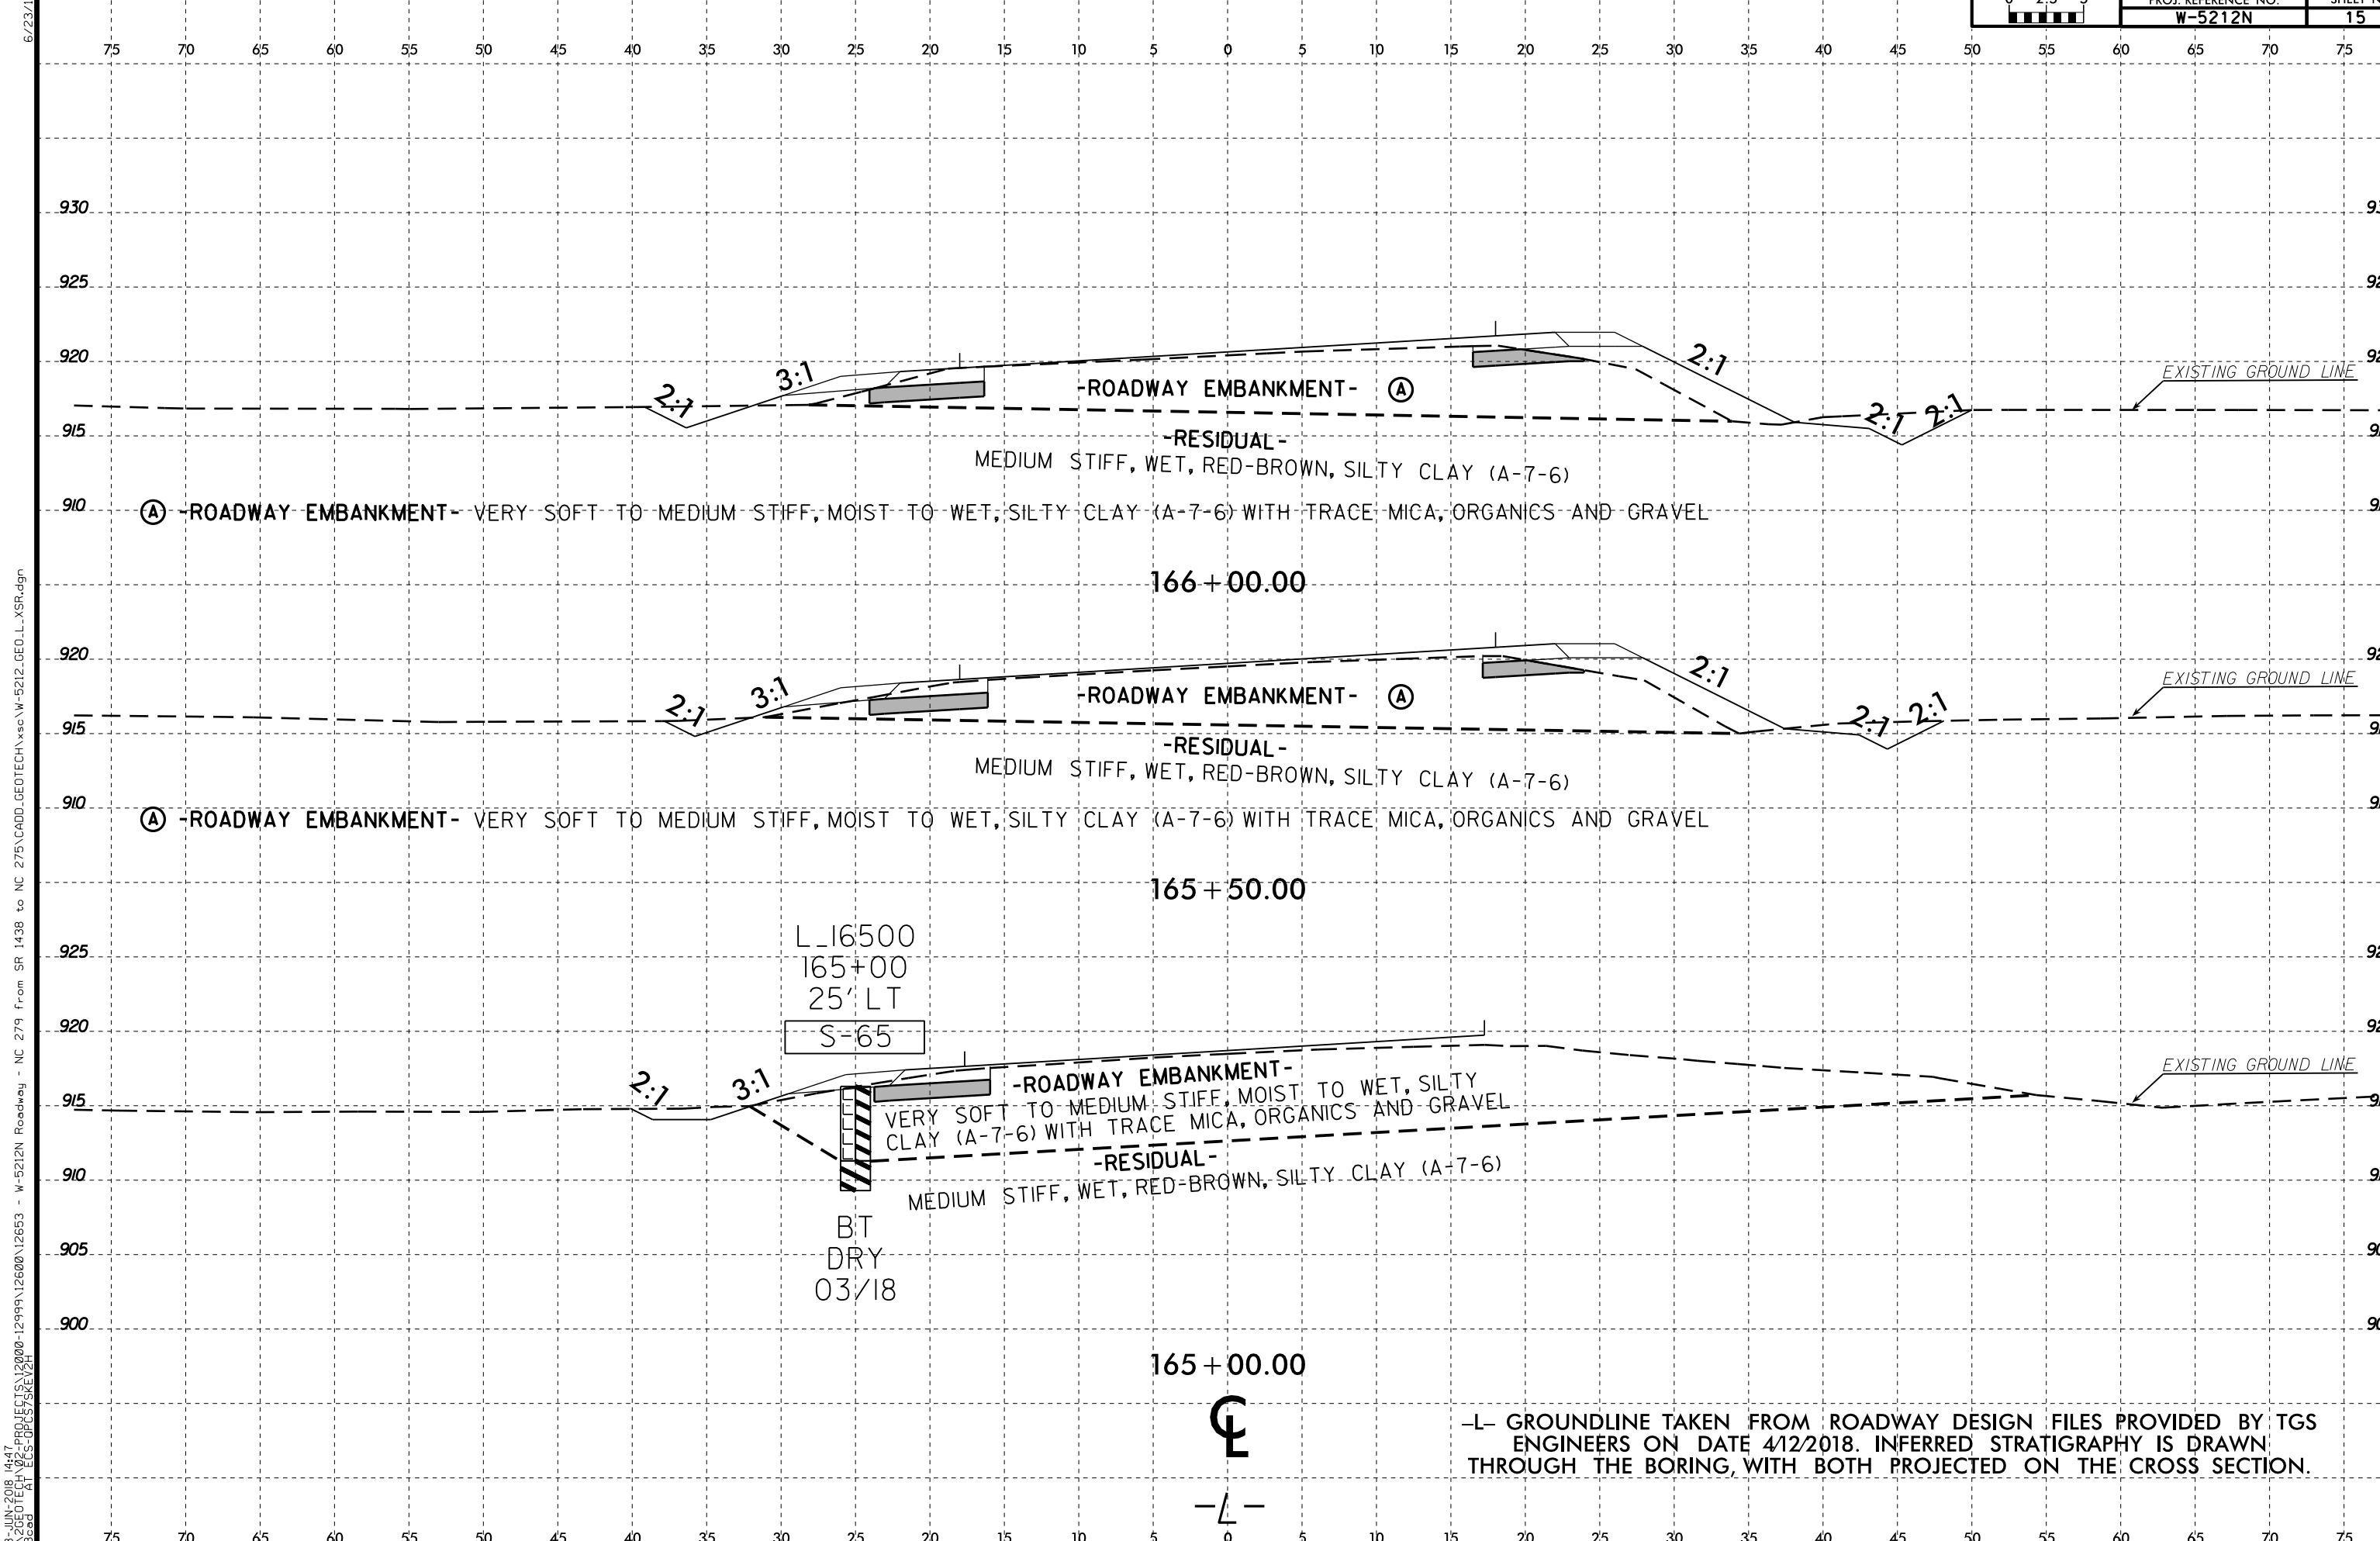 PROJ. REFERENCE NO.
W-5212N 15
75 70 65 60 55 50 45 40 35 30 25 20 15 10 5 0 5 10 15 20 25 30 35 40 45 50 55 60 65 70 75
930
925
920
915
910
2:1 3:1 2:1 2:1 2:1
EXISTING GROUND LINE
-ROADWAY EMBANKMENT- A
-RESIDUAL-
MEDIUM STIFF, WET, RED-BROWN, SILTY CLAY (A-7-6)
A -ROADWAY EMBANKMENT- VERY SOFT TO MEDIUM STIFF, MOIST TO WET, SILTY CLAY (A-7-6) WITH TRACE MICA, ORGANICS AND GRAVEL
166+00.00
920
915
910
2:1 3:1 2:1 2:1 2:1
EXISTING GROUND LINE
-ROADWAY EMBANKMENT- A
-RESIDUAL-
MEDIUM STIFF, WET, RED-BROWN, SILTY CLAY (A-7-6)
A -ROADWAY EMBANKMENT- VERY SOFT TO MEDIUM STIFF, MOIST TO WET, SILTY CLAY (A-7-6) WITH TRACE MICA, ORGANICS AND GRAVEL
165+50.00
925
920
915
910
905
900
L_16500
165+00
25' LT
S-65
2:1 3:1
EXISTING GROUND LINE
-ROADWAY EMBANKMENT-
VERY SOFT TO MEDIUM STIFF, MOIST TO WET, SILTY
CLAY (A-7-6) WITH TRACE MICA, ORGANICS AND GRAVEL
-RESIDUAL-
MEDIUM STIFF, WET, RED-BROWN, SILTY CLAY (A-7-6)
BT
DRY
03/18
165+00.00
CL
-L-
-L- GROUNDLINE TAKEN FROM ROADWAY DESIGN FILES PROVIDED BY TGS
ENGINEERS ON DATE 4/12/2018. INFERRED STRATIGRAPHY IS DRAWN
THROUGH THE BORING, WITH BOTH PROJECTED ON THE CROSS SECTION.
75 70 65 60 55 50 45 40 35 30 25 20 15 10 5 0 5 10 15 20 25 30 35 40 45 50 55 60 65 70 75